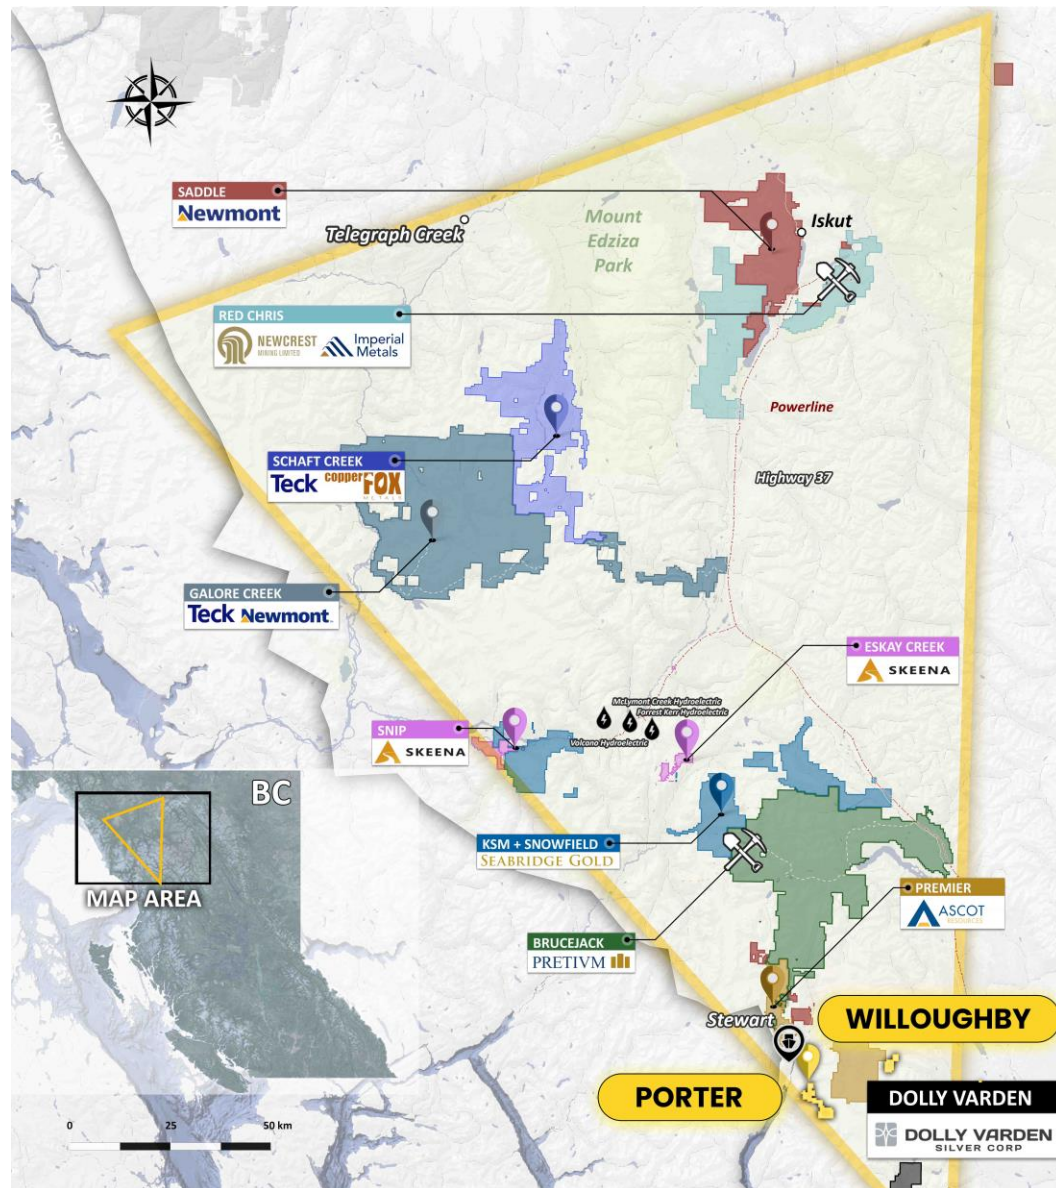 ALASKA
SADDLE
Newmont
Telegraph Creek
Mount
Edziza
Park
Iskut
RED CHRIS
NEWCREST
MINING LIMITED
Imperial
Metals
Powerline
SCHAFT CREEK
Teck
copper
FOX
METALS
Highway 37
GALORE CREEK
Teck Newmont
ESKAY CREEK
SKEENA
McLymont Creek Hydroelectric
Forrest Kerr Hydroelectric
Volcano Hydroelectric
SNIP
SKEENA
BC
MAP AREA
KSM + SNOWFIELD
SEABRIDGE GOLD
PREMIER
ASCOT
RESOURCES
BRUCEJACK
PRETIVM
Stewart
WILLOUGHBY
PORTER
DOLLY VARDEN
DOLLY VARDEN
SILVER CORP
0 25 50 km